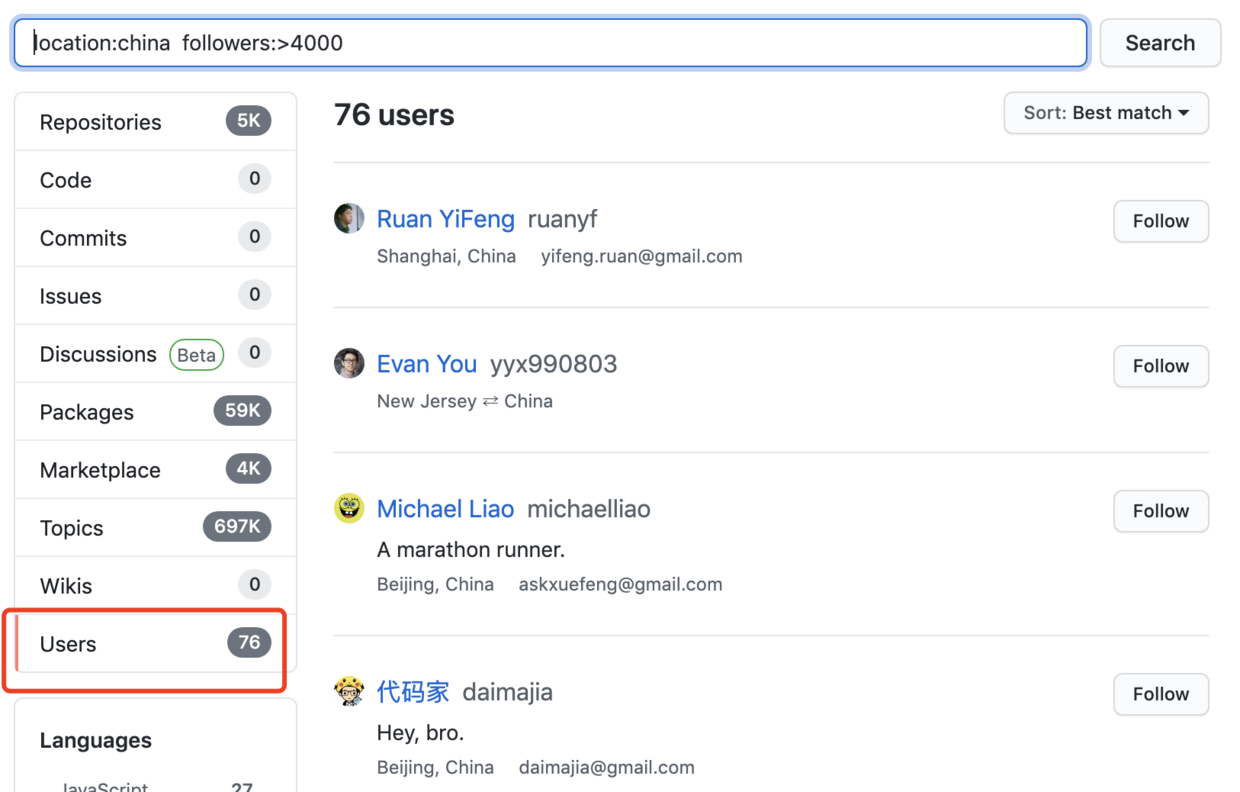 location:china followers:>4000
Search
Repositories 5K
Code 0
Commits 0
Issues 0
Discussions Beta 0
Packages 59K
Marketplace 4K
Topics 697K
Wikis 0
Users 76
Languages
JavaScript 27
76 users
Sort: Best match
Ruan YiFeng ruanyf
Follow
Shanghai, China yifeng.ruan@gmail.com
Evan You yyx990803
Follow
New Jersey ⇄ China
Michael Liao michaelliao
Follow
A marathon runner.
Beijing, China askxuefeng@gmail.com
代码家 daimajia
Follow
Hey, bro.
Beijing, China daimajia@gmail.com